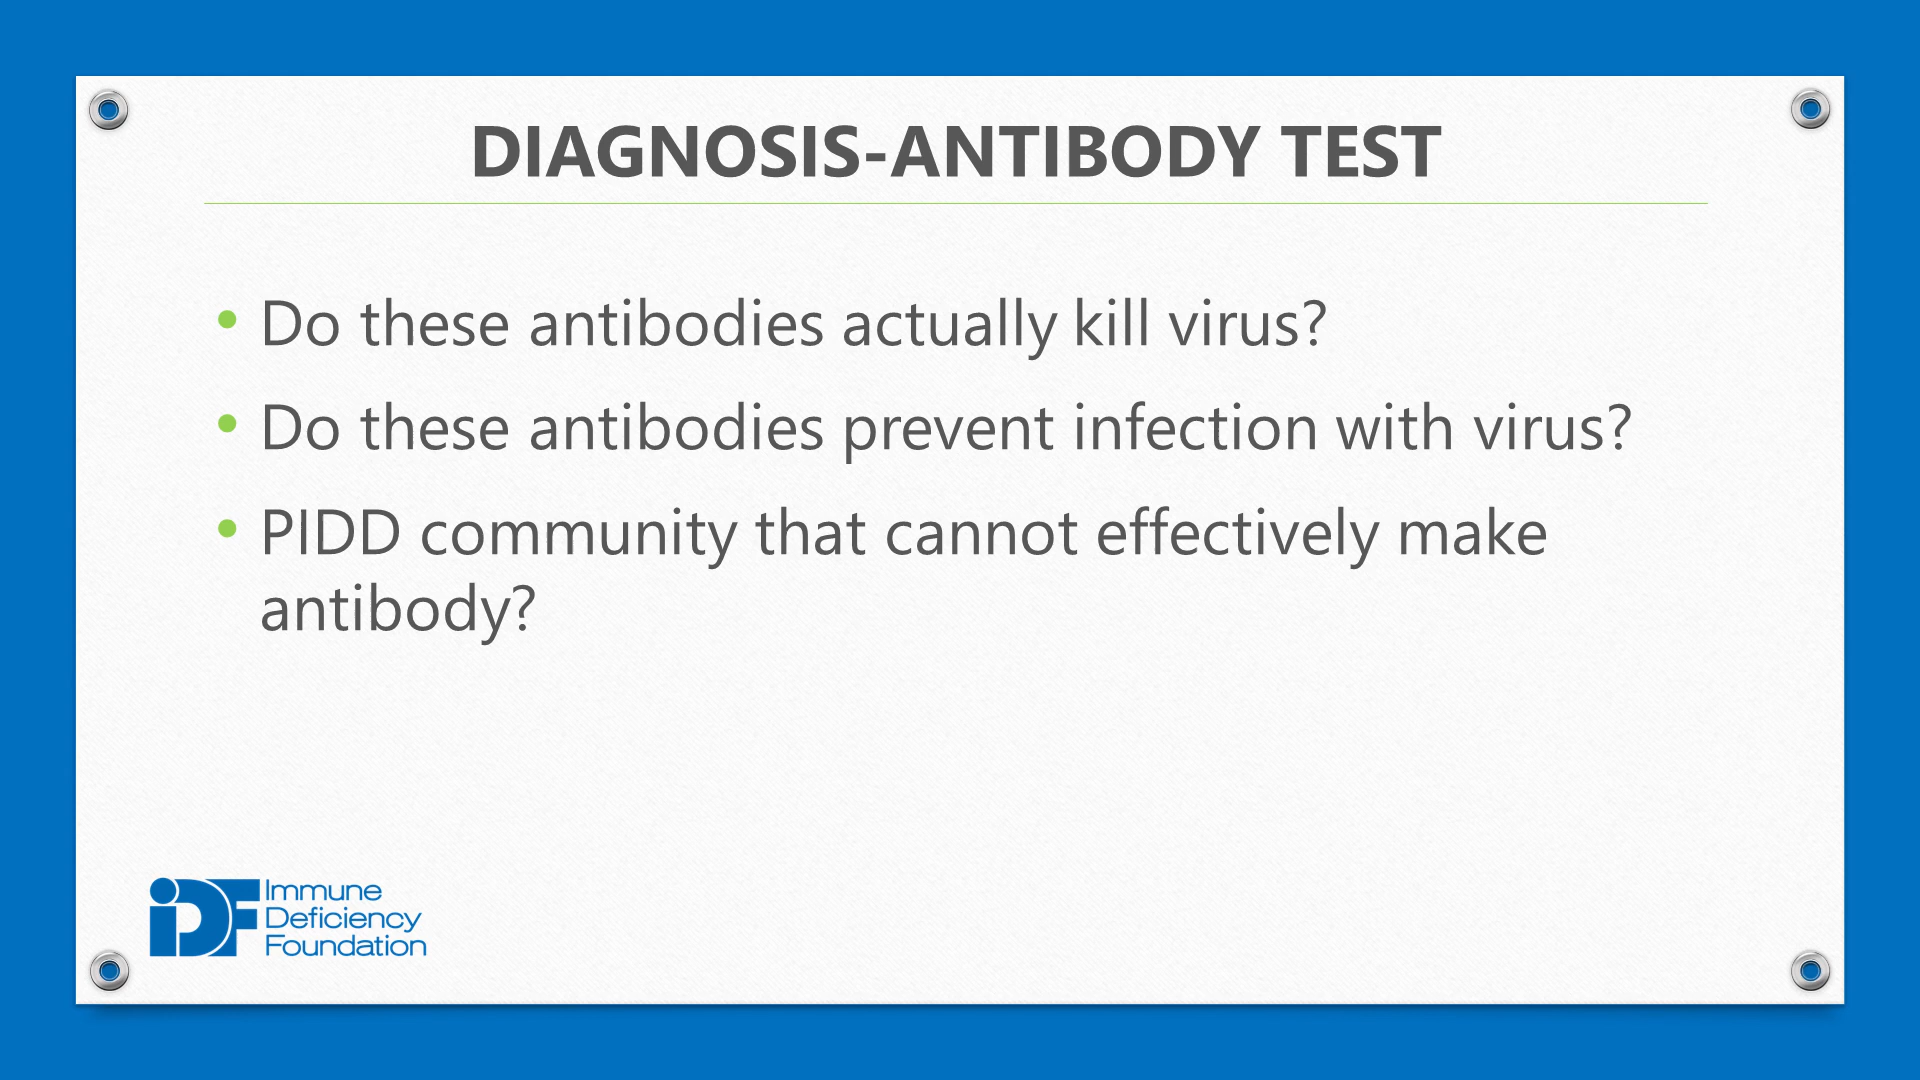 DIAGNOSIS-ANTIBODY TEST
• Do these antibodies actually kill virus?
• Do these antibodies prevent infection with virus?
• PIDD community that cannot effectively make
antibody?
iDF
Immune
Deficiency
Foundation